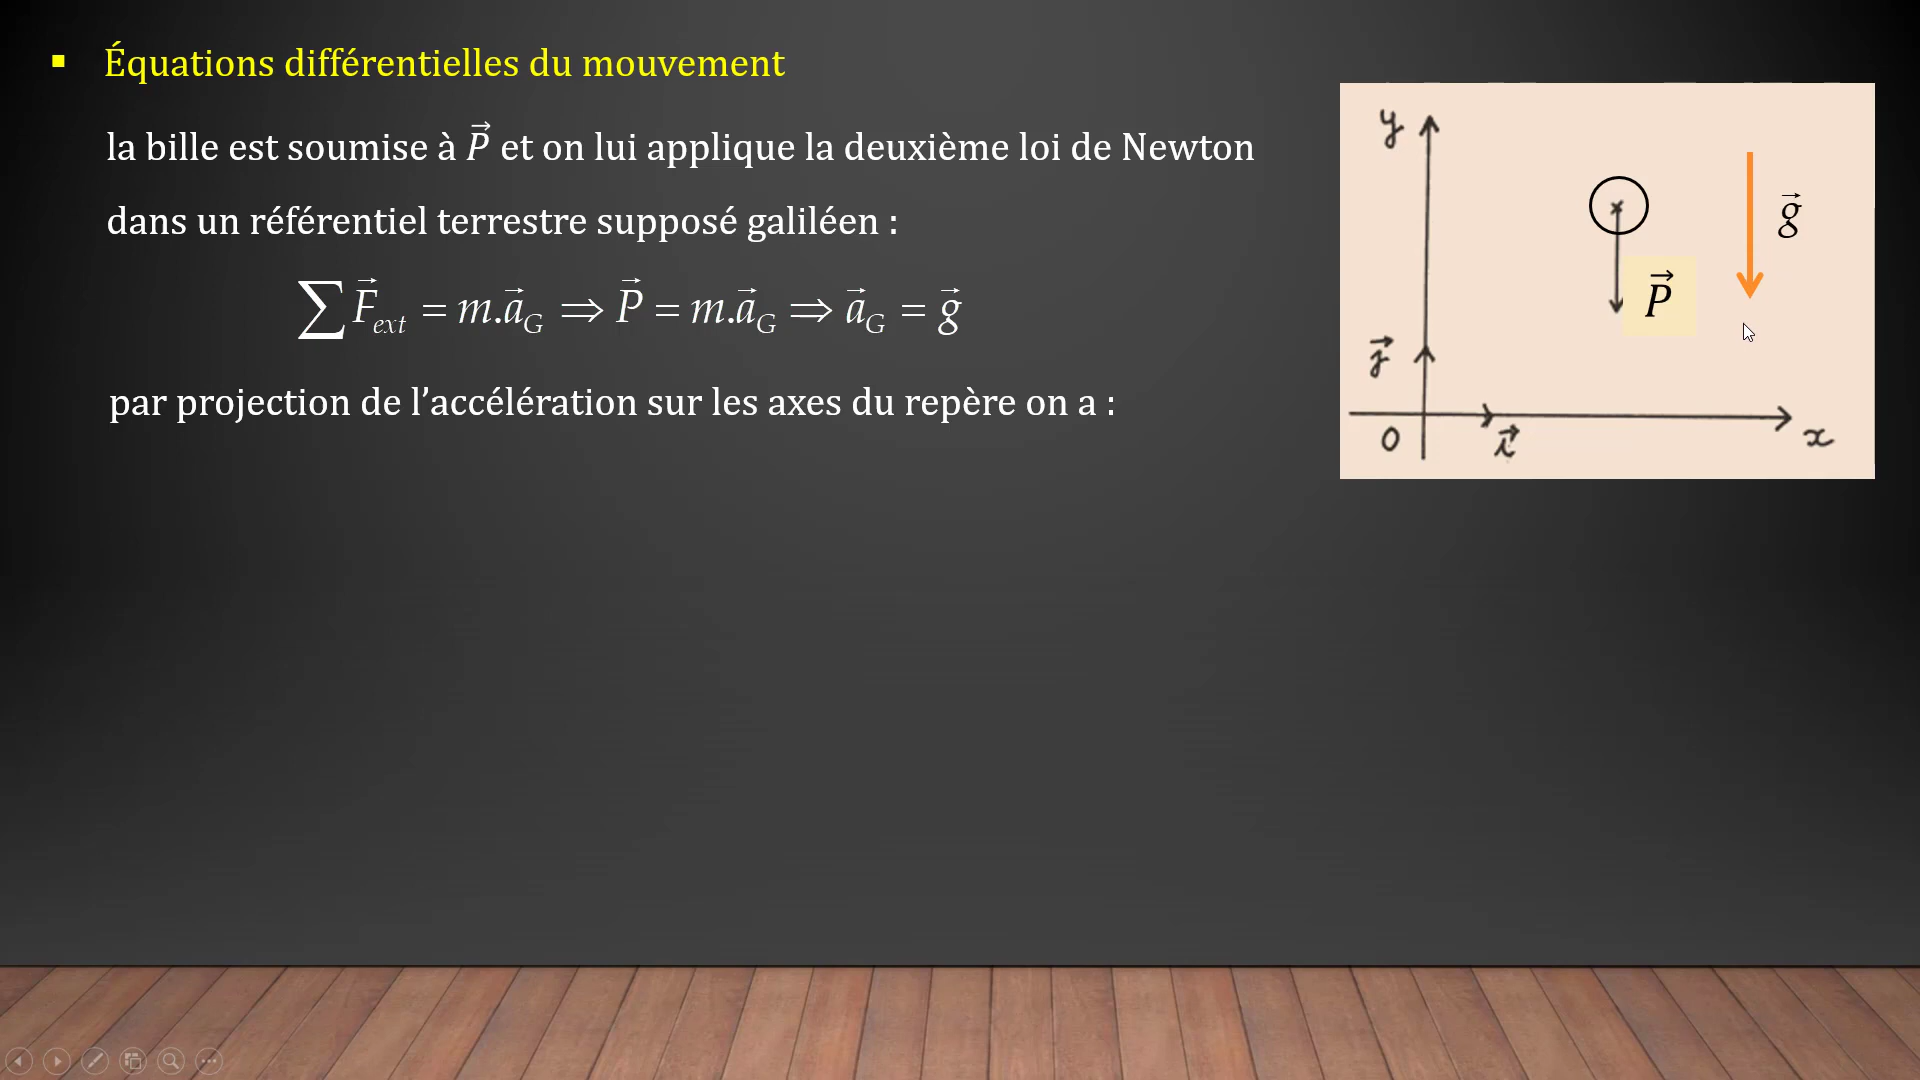 Équations différentielles du mouvement
la bille est soumise à P⃗ et on lui applique la deuxième loi de Newton
dans un référentiel terrestre supposé galiléen :
∑F⃗ext = m.a⃗G ⇒ P⃗ = m.a⃗G ⇒ a⃗G = g⃗
par projection de l’accélération sur les axes du repère on a :
y
g⃗
P⃗
j⃗
O
i⃗
x